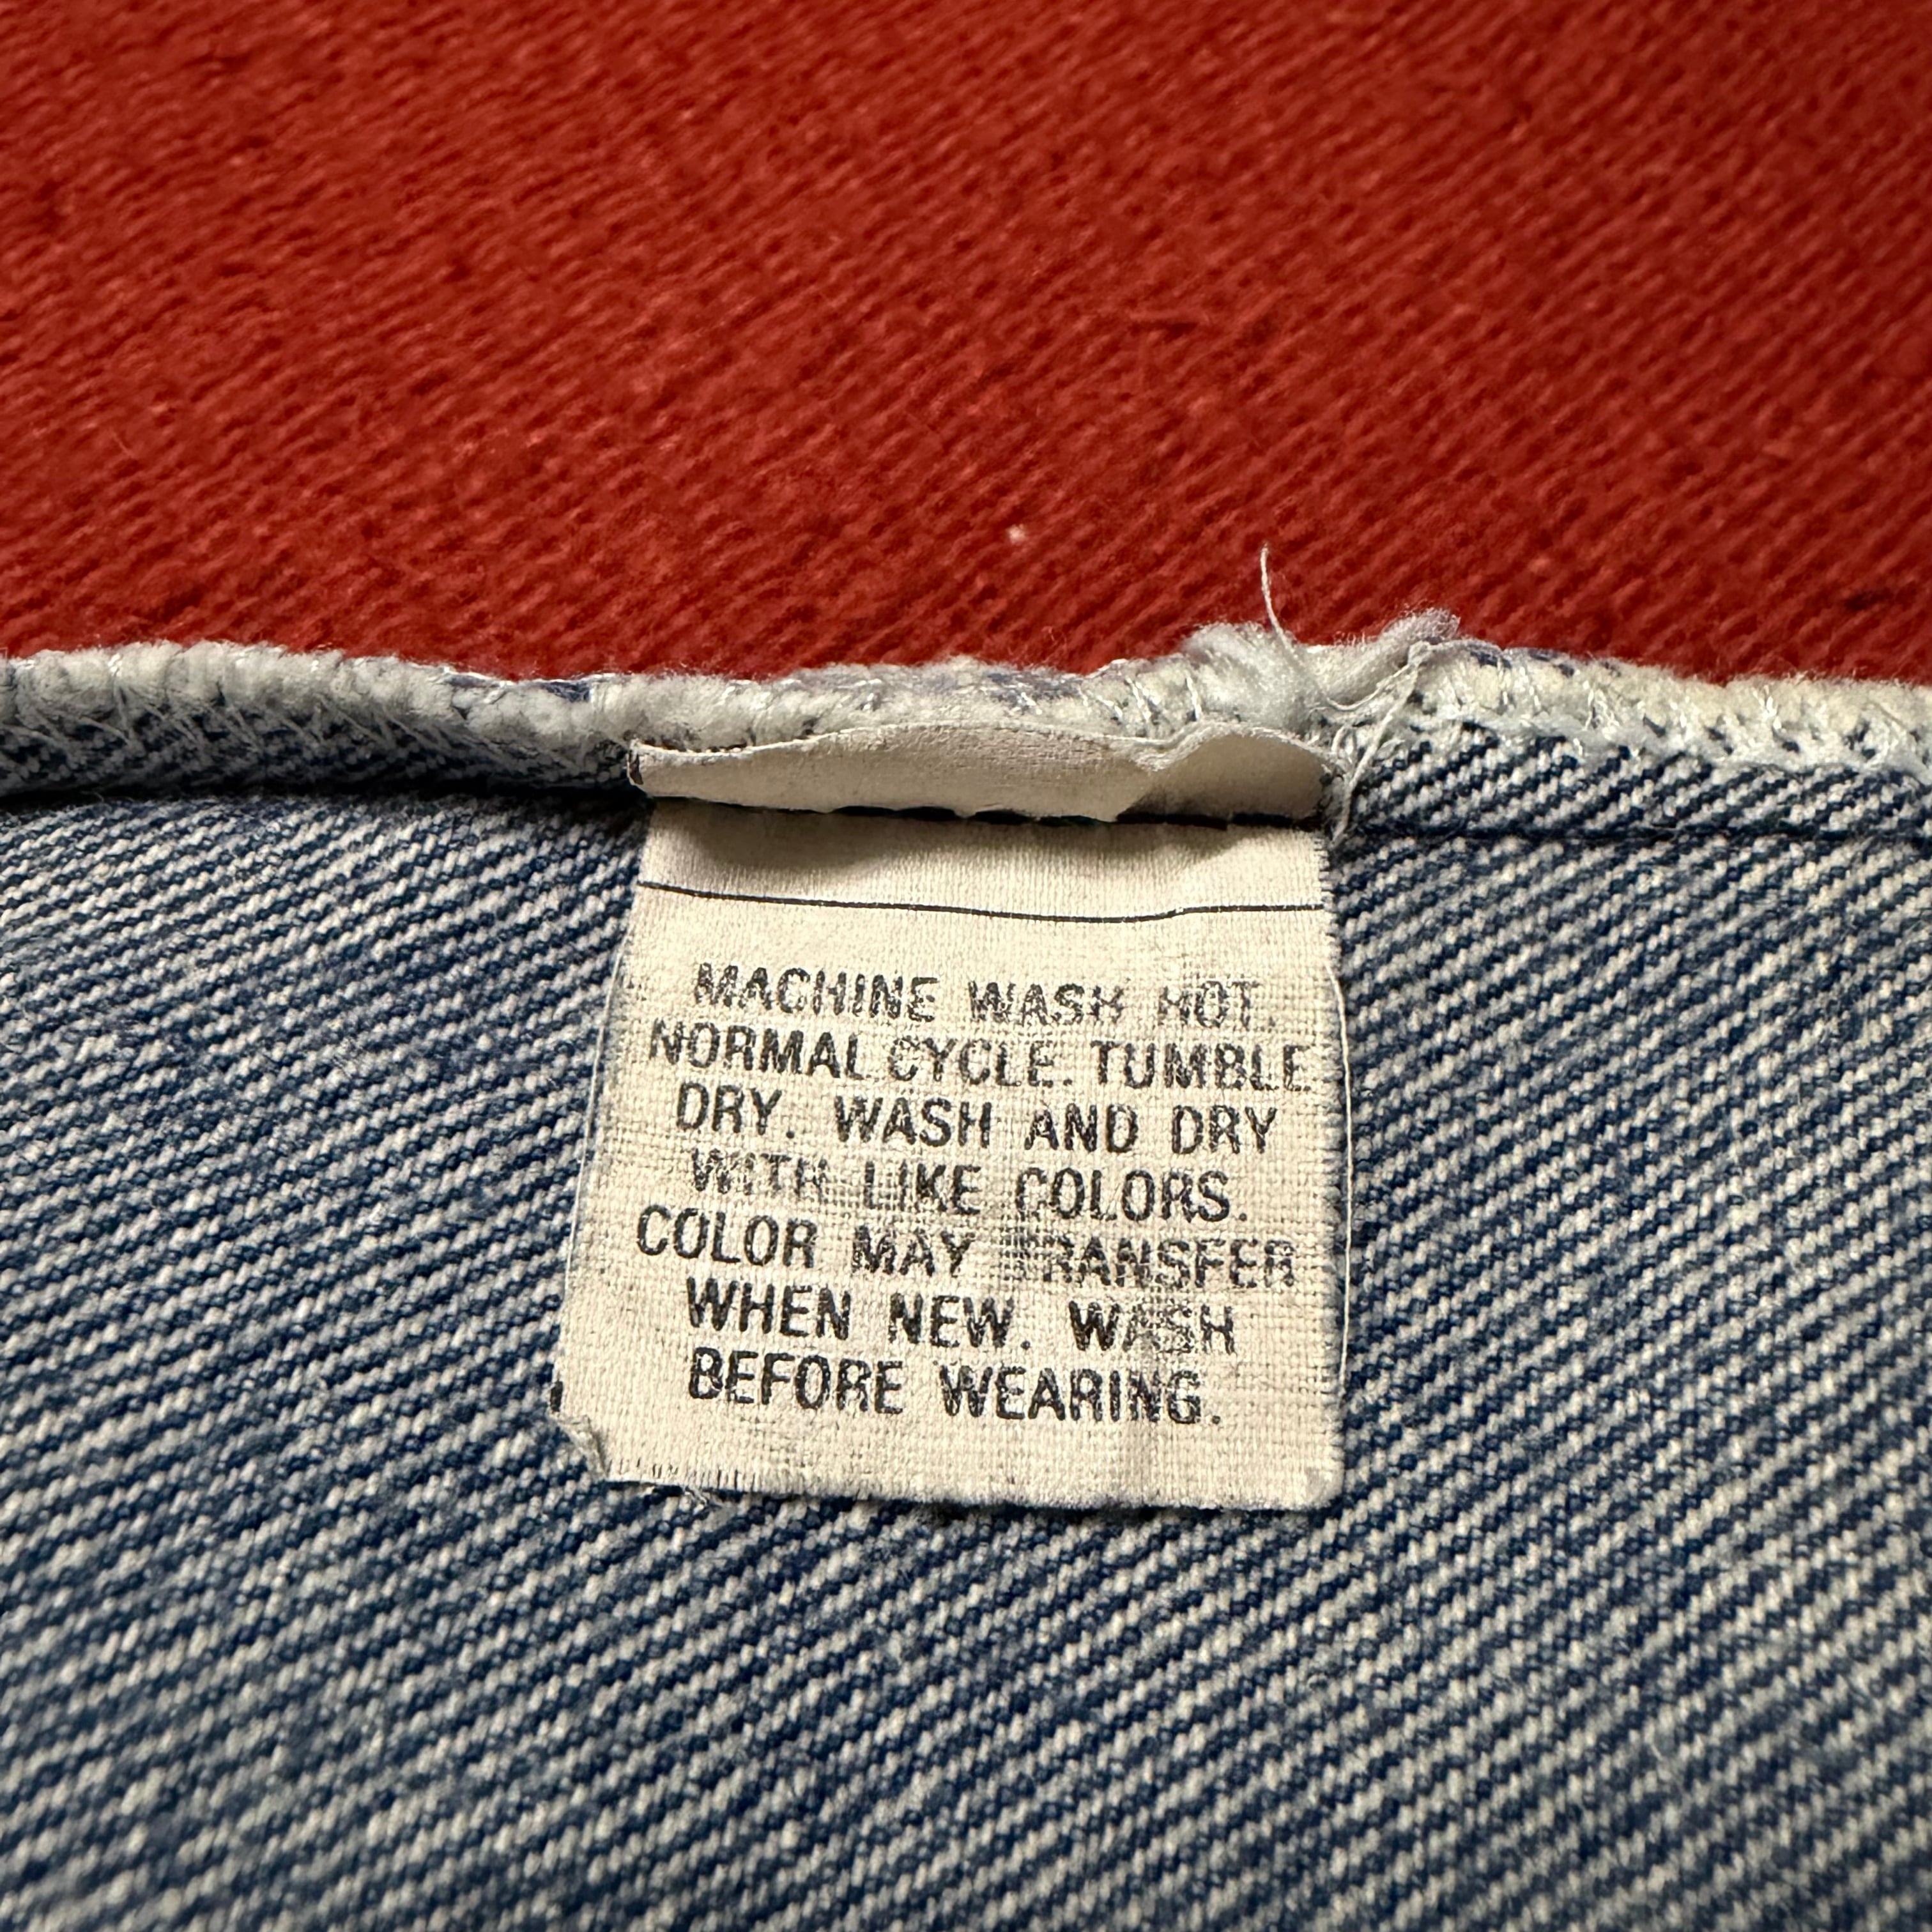 MACHINE WASH HOT.
NORMAL CYCLE. TUMBLE
DRY. WASH AND DRY
WITH LIKE COLORS.
COLOR MAY TRANSFER
WHEN NEW. WASH
BEFORE WEARING.